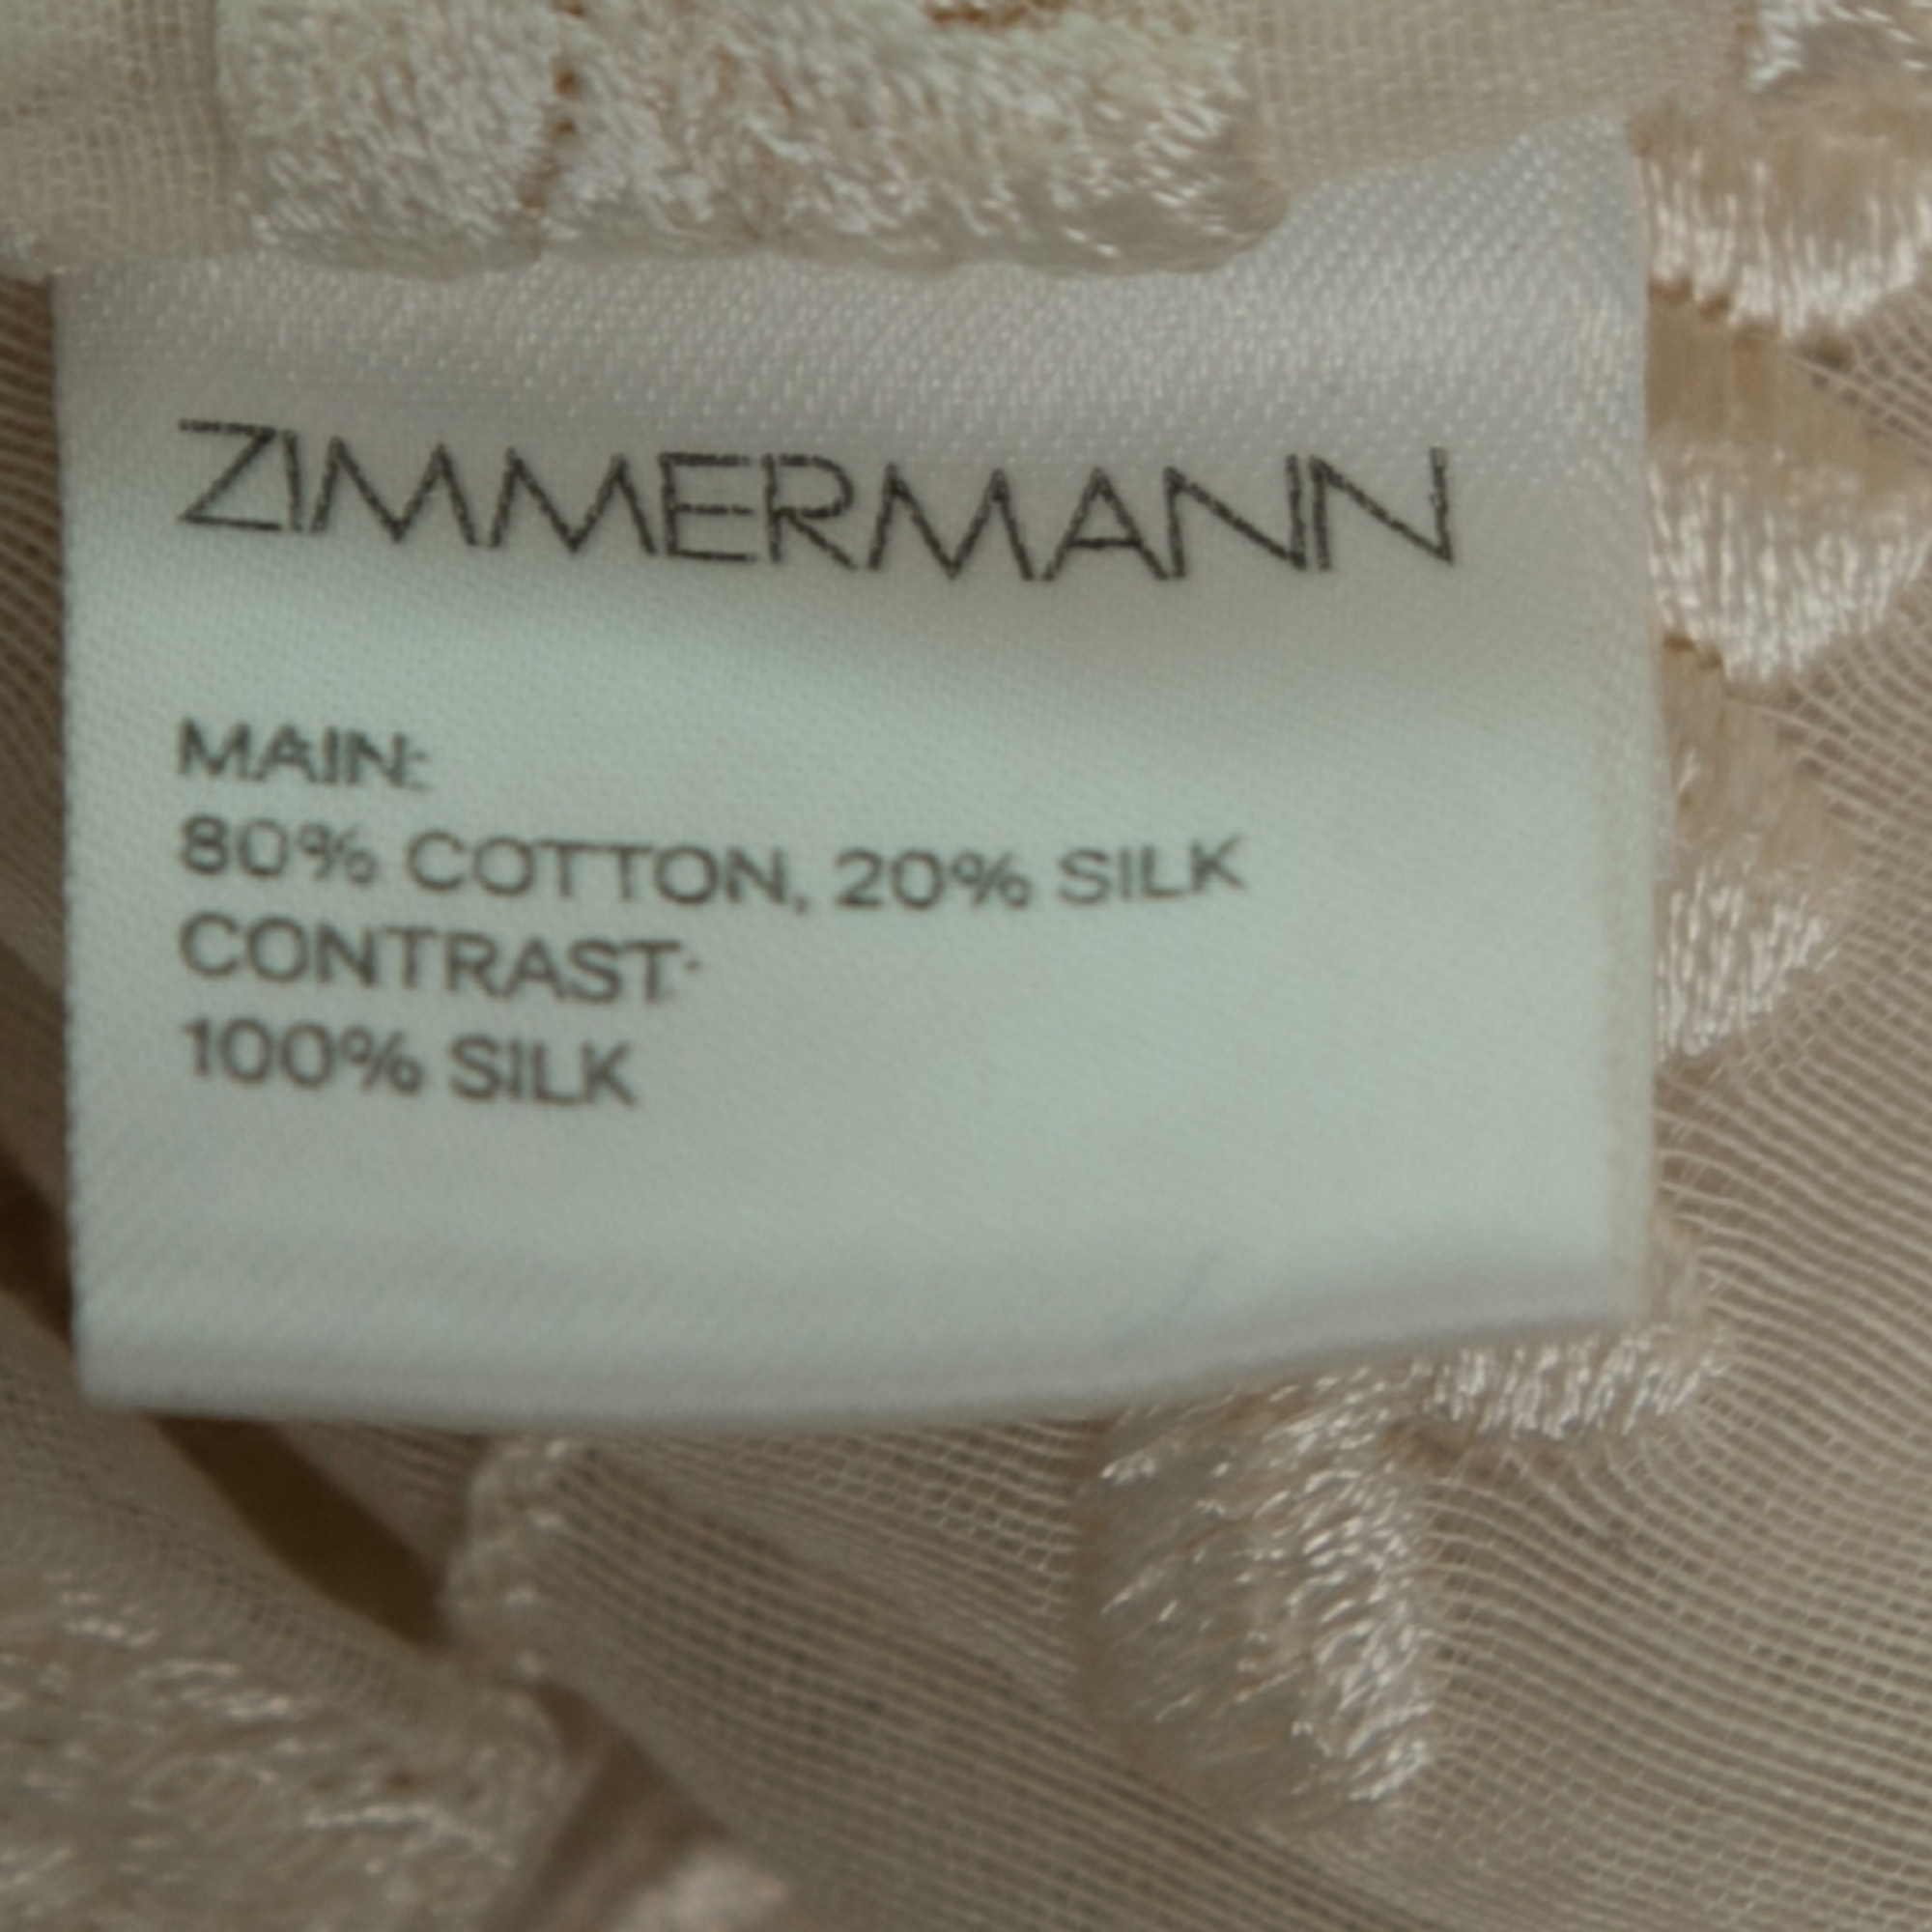 ZIMMERMANN
MAIN:
80% COTTON, 20% SILK
CONTRAST:
100% SILK